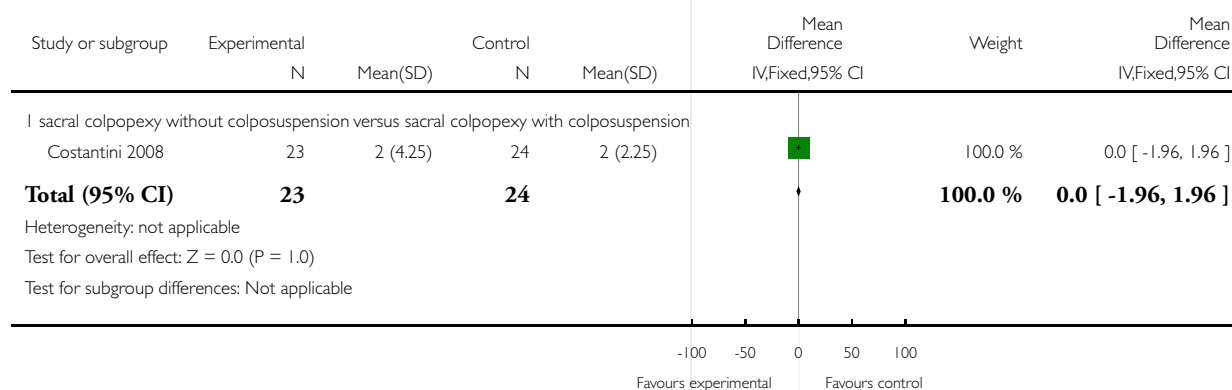 Study or subgroup Experimental Control Mean Difference Weight Mean Difference
N Mean(SD) N Mean(SD) IV,Fixed,95% CI IV,Fixed,95% CI
1 sacral colpopexy without colposuspension versus sacral colpopexy with colposuspension
Costantini 2008 23 2 (4.25) 24 2 (2.25) 100.0 % 0.0 [ -1.96, 1.96 ]
Total (95% CI) 23 24 100.0 % 0.0 [ -1.96, 1.96 ]
Heterogeneity: not applicable
Test for overall effect: Z = 0.0 (P = 1.0)
Test for subgroup differences: Not applicable
-100 -50 0 50 100
Favours experimental Favours control